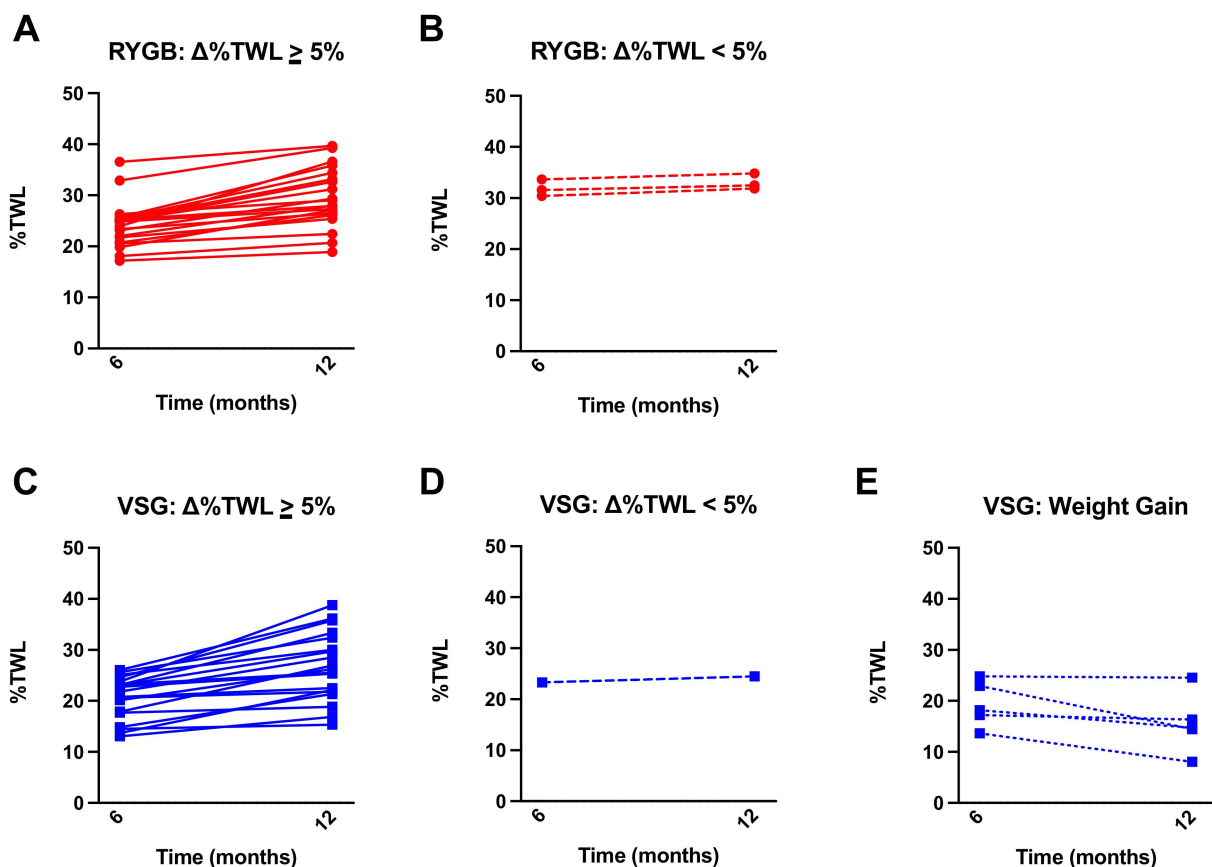 A
RYGB: Δ%TWL ≥ 5%
%TWL
50
40
30
20
10
0
6
12
Time (months)
B
RYGB: Δ%TWL < 5%
%TWL
50
40
30
20
10
0
6
12
Time (months)
C
VSG: Δ%TWL ≥ 5%
%TWL
50
40
30
20
10
0
6
12
Time (months)
D
VSG: Δ%TWL < 5%
%TWL
50
40
30
20
10
0
6
12
Time (months)
E
VSG: Weight Gain
%TWL
50
40
30
20
10
0
6
12
Time (months)